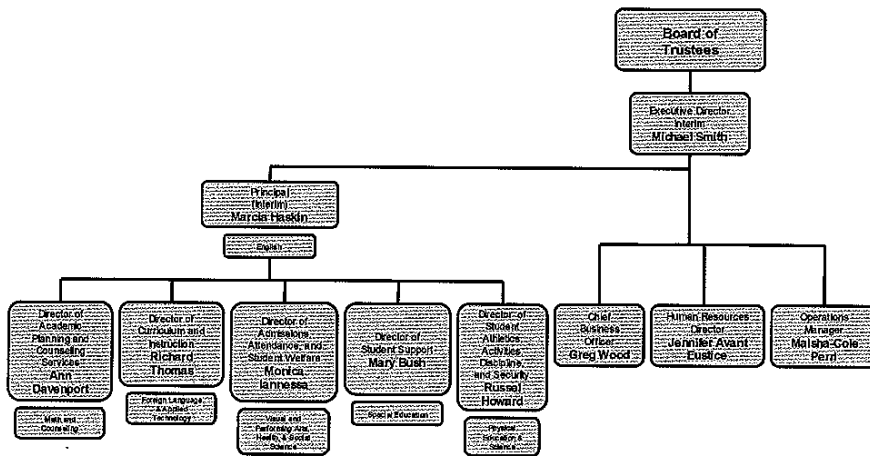 Board of
Trustees
Executive Director
Interim
Michael Smith
Principal
(Interim)
Marcia Haskin
English
Director of
Academic
Planning and
Counseling
Services
Ann
Davenport
Math and
Counseling
Director of
Curriculum and
Instruction
Richard
Thomas
Foreign Language
& Applied
Technology
Director of
Admissions
Attendance, and
Student Welfare
Monica
Iannessa
Visual and
Performing Arts,
Health, & Social
Science
Director of
Student Support
Mary Bush
Special Education
Director of
Student
Athletics,
Activities,
Discipline,
and Security
Russel
Howard
Physical
Education &
Science
Chief
Business
Officer
Greg Wood
Human Resources
Director
Jennifer Avant
Eustice
Operations
Manager
Maisha-Cole
Perri